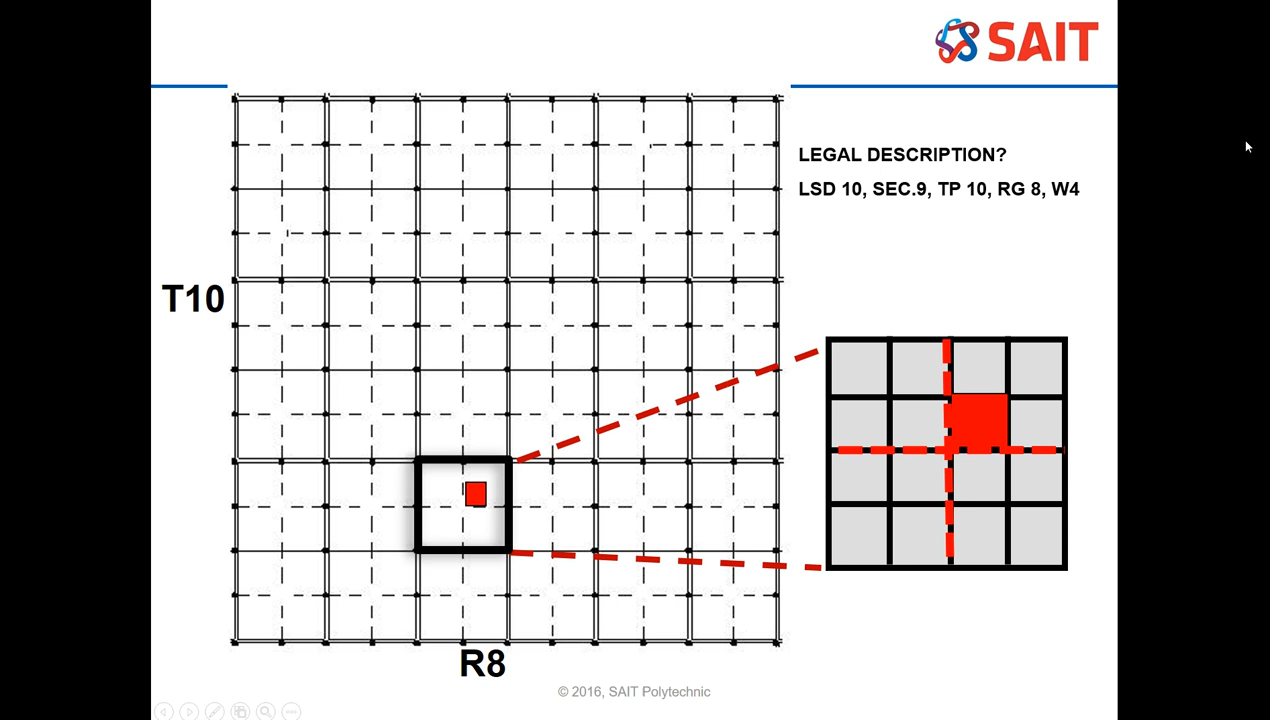 SAIT
LEGAL DESCRIPTION?
LSD 10, SEC.9, TP 10, RG 8, W4
T10
R8
© 2016, SAIT Polytechnic